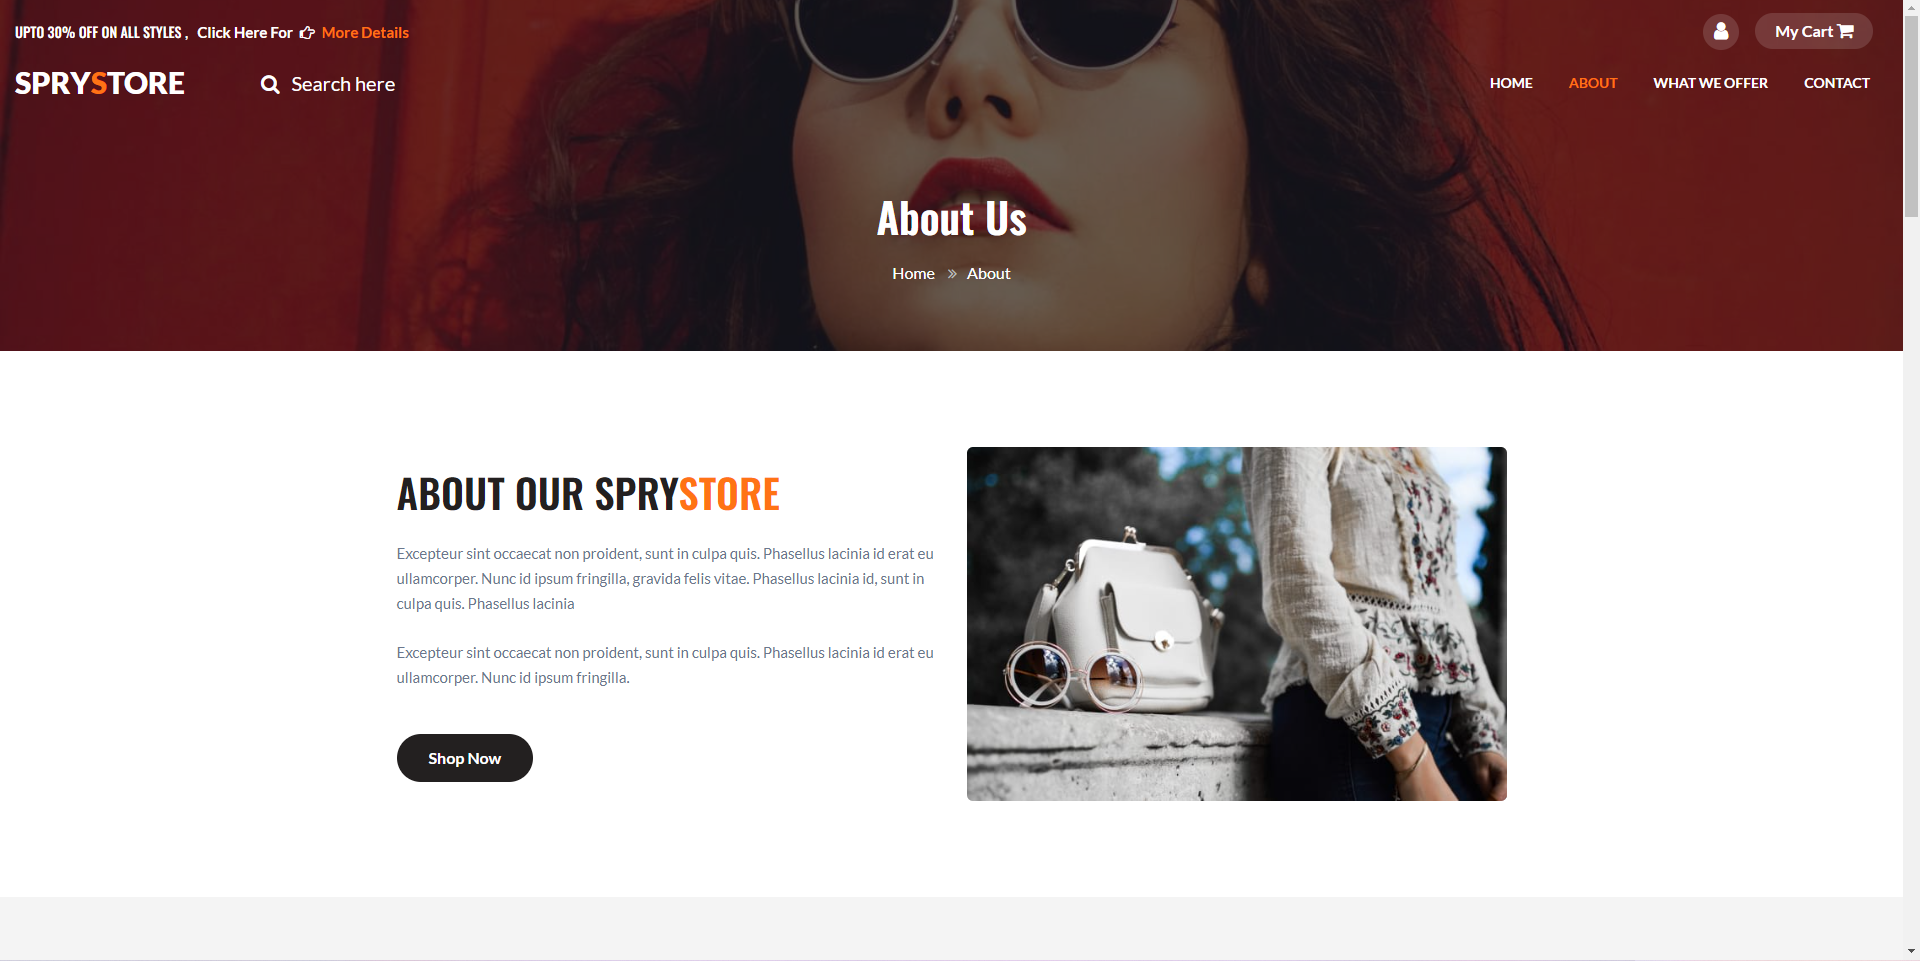 UPTO 30% OFF ON ALL STYLES , Click Here For More Details
My Cart
SPRYSTORE
Search here
HOME ABOUT WHAT WE OFFER CONTACT
About Us
Home » About
ABOUT OUR SPRYSTORE
Excepteur sint occaecat non proident, sunt in culpa quis. Phasellus lacinia id erat eu
ullamcorper. Nunc id ipsum fringilla, gravida felis vitae. Phasellus lacinia id, sunt in
culpa quis. Phasellus lacinia
Excepteur sint occaecat non proident, sunt in culpa quis. Phasellus lacinia id erat eu
ullamcorper. Nunc id ipsum fringilla.
Shop Now